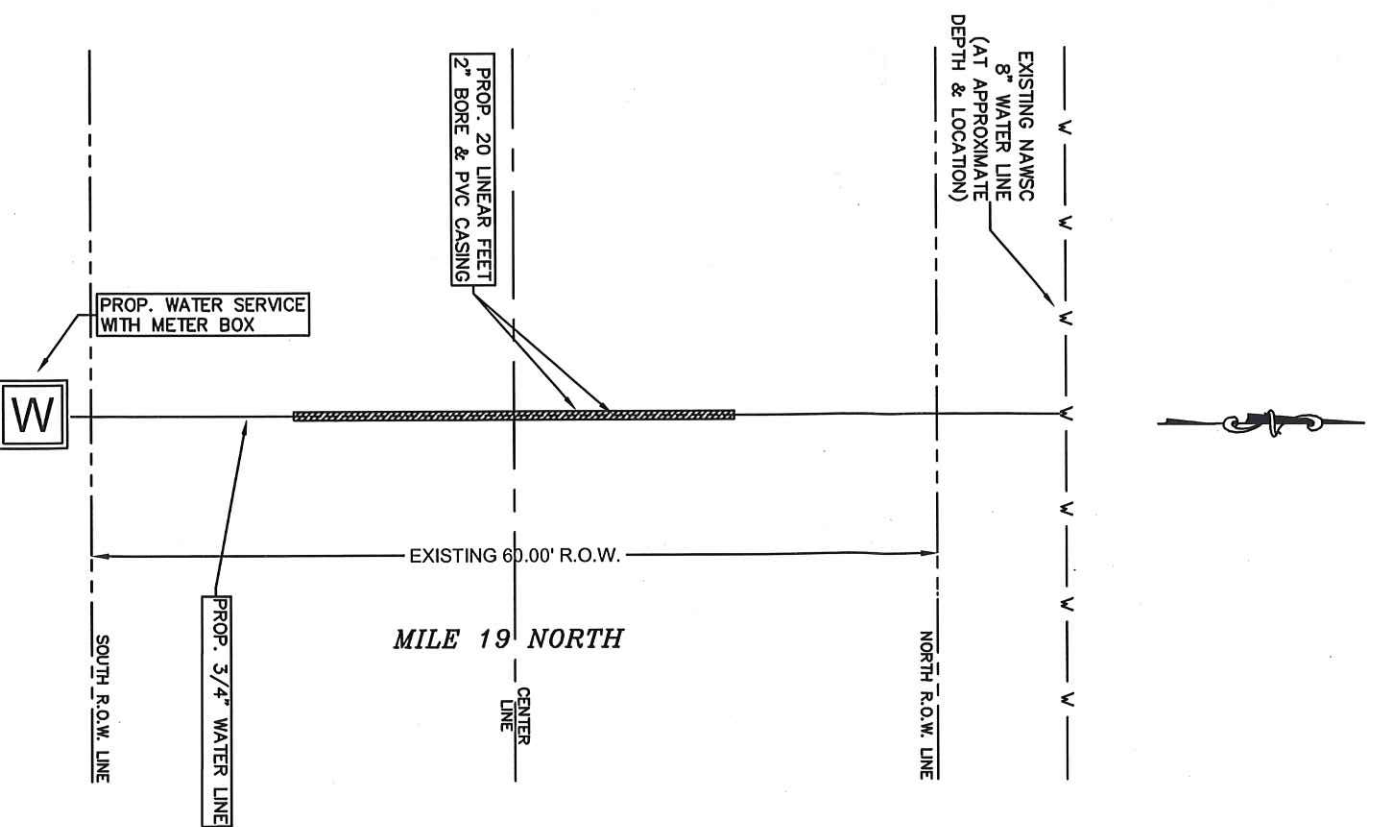 EXISTING NAWSC
8" WATER LINE
(AT APPROXIMATE
DEPTH & LOCATION)
W
W
W
W
W
W
W
PROP. 20 LINEAR FEET
2" BORE & PVC CASING
PROP. WATER SERVICE
WITH METER BOX
W
EXISTING 60.00' R.O.W.
MILE 19 NORTH
PROP. 3/4" WATER LINE
SOUTH R.O.W. LINE
CENTER
LINE
NORTH R.O.W. LINE